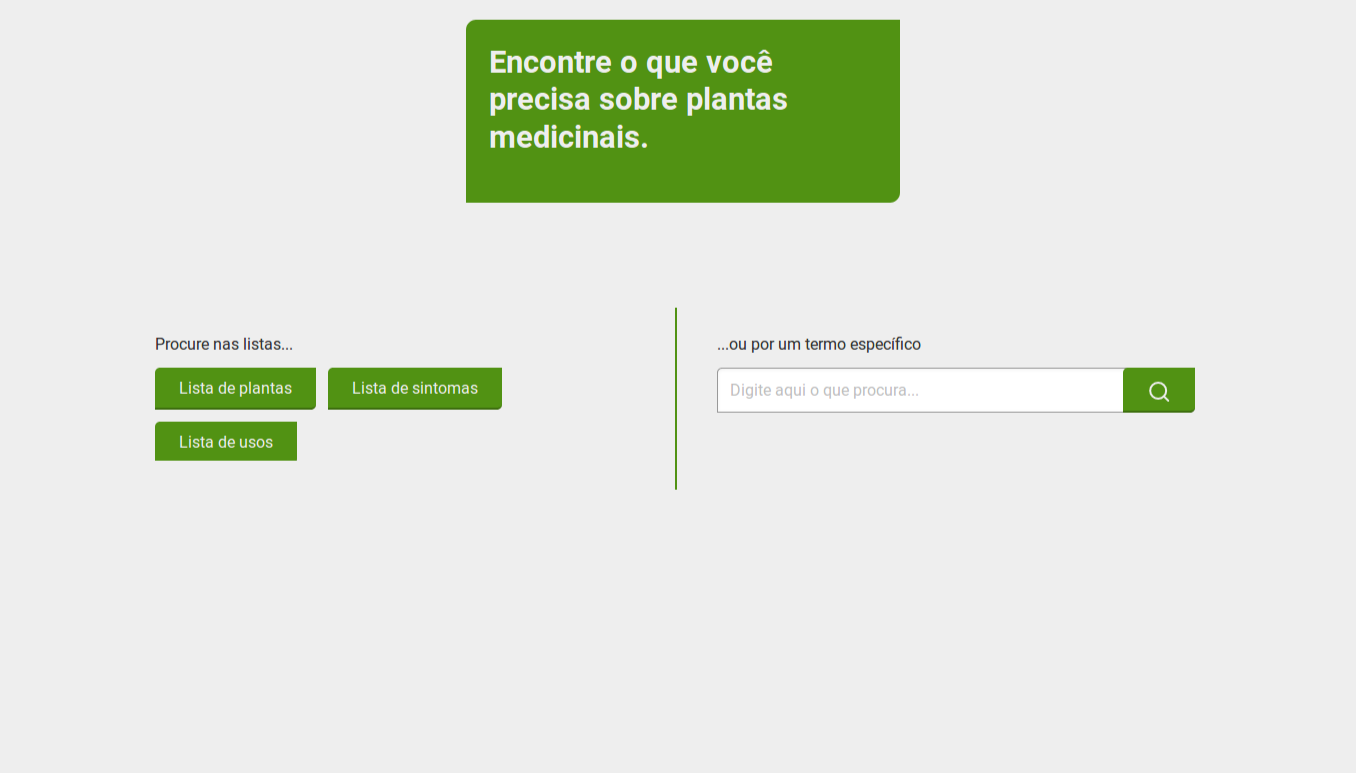 Encontre o que você
precisa sobre plantas
medicinais.
Procure nas listas...
Lista de plantas
Lista de sintomas
Lista de usos
...ou por um termo específico
Digite aqui o que procura...